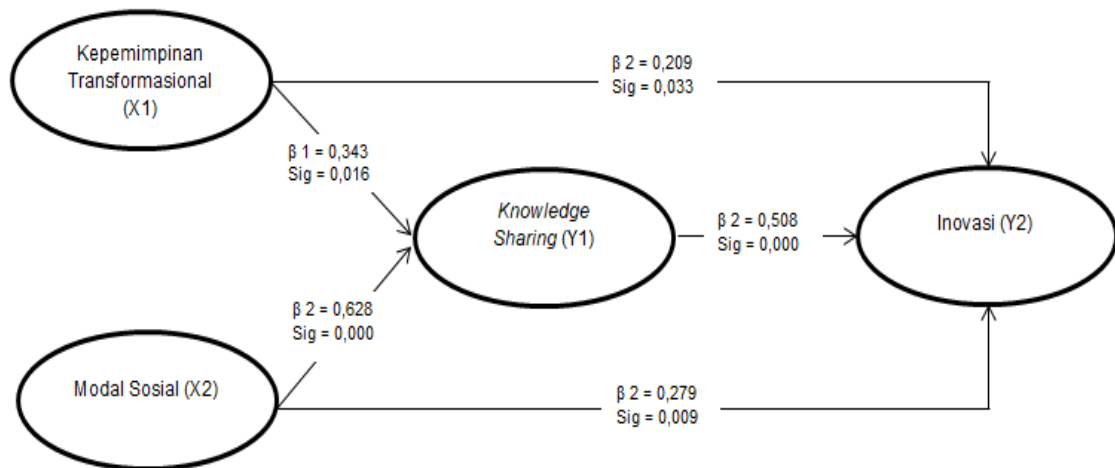 Kepemimpinan
Transformasional
(X1)
β 2 = 0,209
Sig = 0,033
β 1 = 0,343
Sig = 0,016
Knowledge
Sharing (Y1)
β 2 = 0,508
Sig = 0,000
Inovasi (Y2)
β 2 = 0,628
Sig = 0,000
Modal Sosial (X2)
β 2 = 0,279
Sig = 0,009